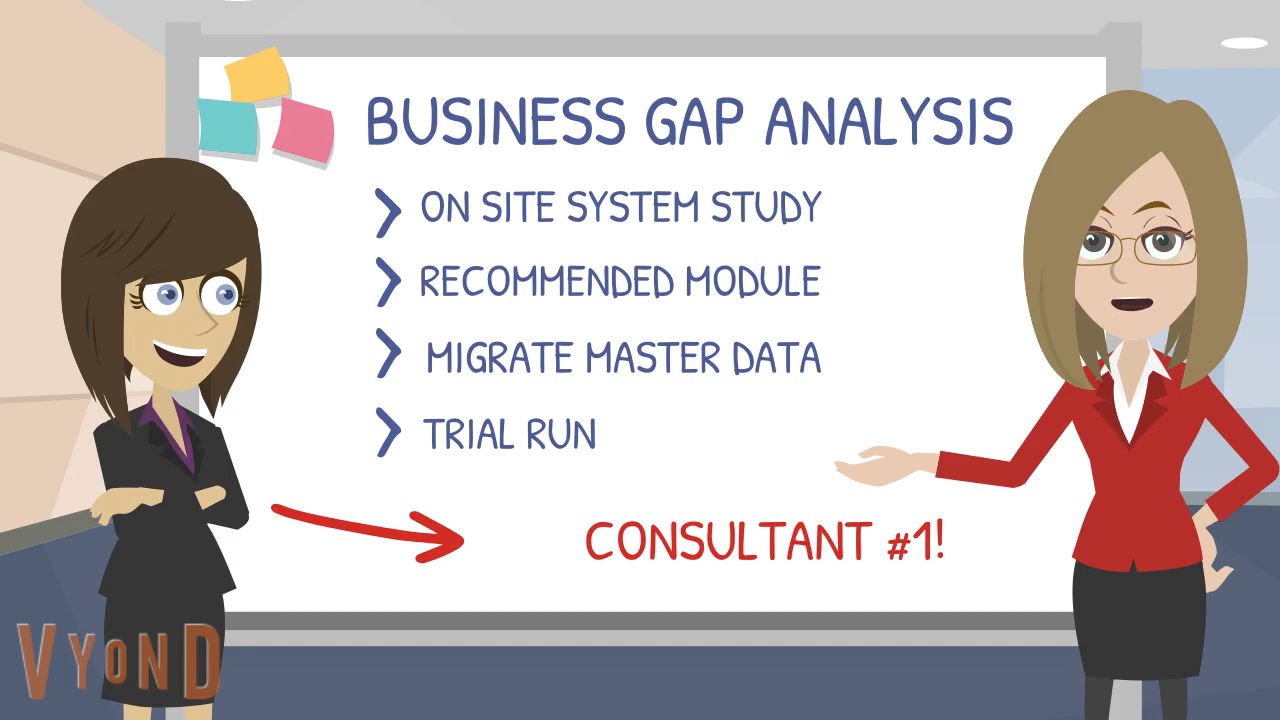 BUSINESS GAP ANALYSIS
ON SITE SYSTEM STUDY
RECOMMENDED MODULE
MIGRATE MASTER DATA
TRIAL RUN
CONSULTANT #1!
VYOND